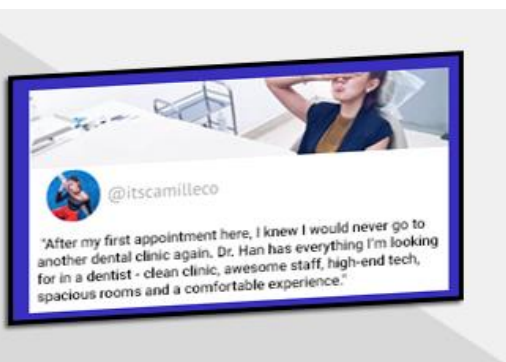 @itscamilleco
"After my first appointment here, I knew I would never go to
another dental clinic again. Dr. Han has everything I'm looking
for in a dentist - clean clinic, awesome staff, high-end tech,
spacious rooms and a comfortable experience."